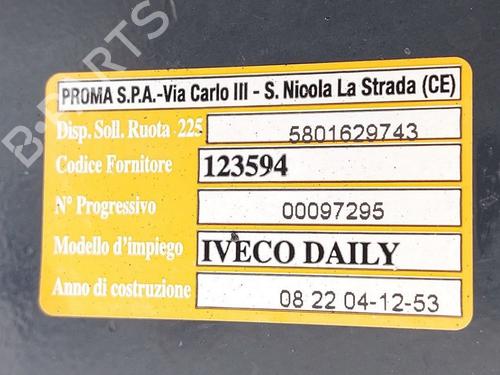 B-PARTS
PROMA S.P.A.-Via Carlo III - S. Nicola La Strada (CE)
Disp. Soll. Ruota 225 5801629743
Codice Fornitore 123594
N° Progressivo 00097295
Modello d'impiego IVECO DAILY
Anno di costruzione 08 22 04-12-53